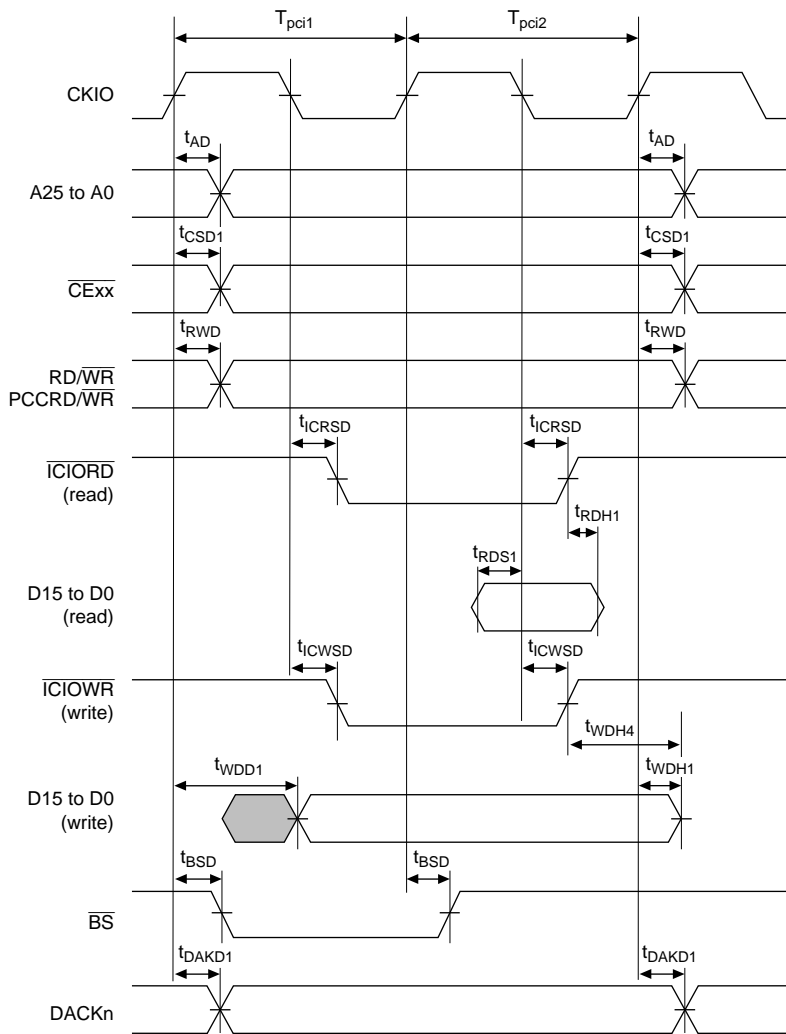 Tpci1 Tpci2
CKIO
tAD tAD
A25 to A0
tCSD1 tCSD1
CExx
tRWD tRWD
RD/WR
PCCRD/WR
tICRSD tICRSD
ICIORD
(read)
tRDH1
tRDS1
D15 to D0
(read)
tICWSD tICWSD
ICIOWR
(write)
tWDH4
tWDD1 tWDH1
D15 to D0
(write)
tBSD tBSD
BS
tDAKD1 tDAKD1
DACKn